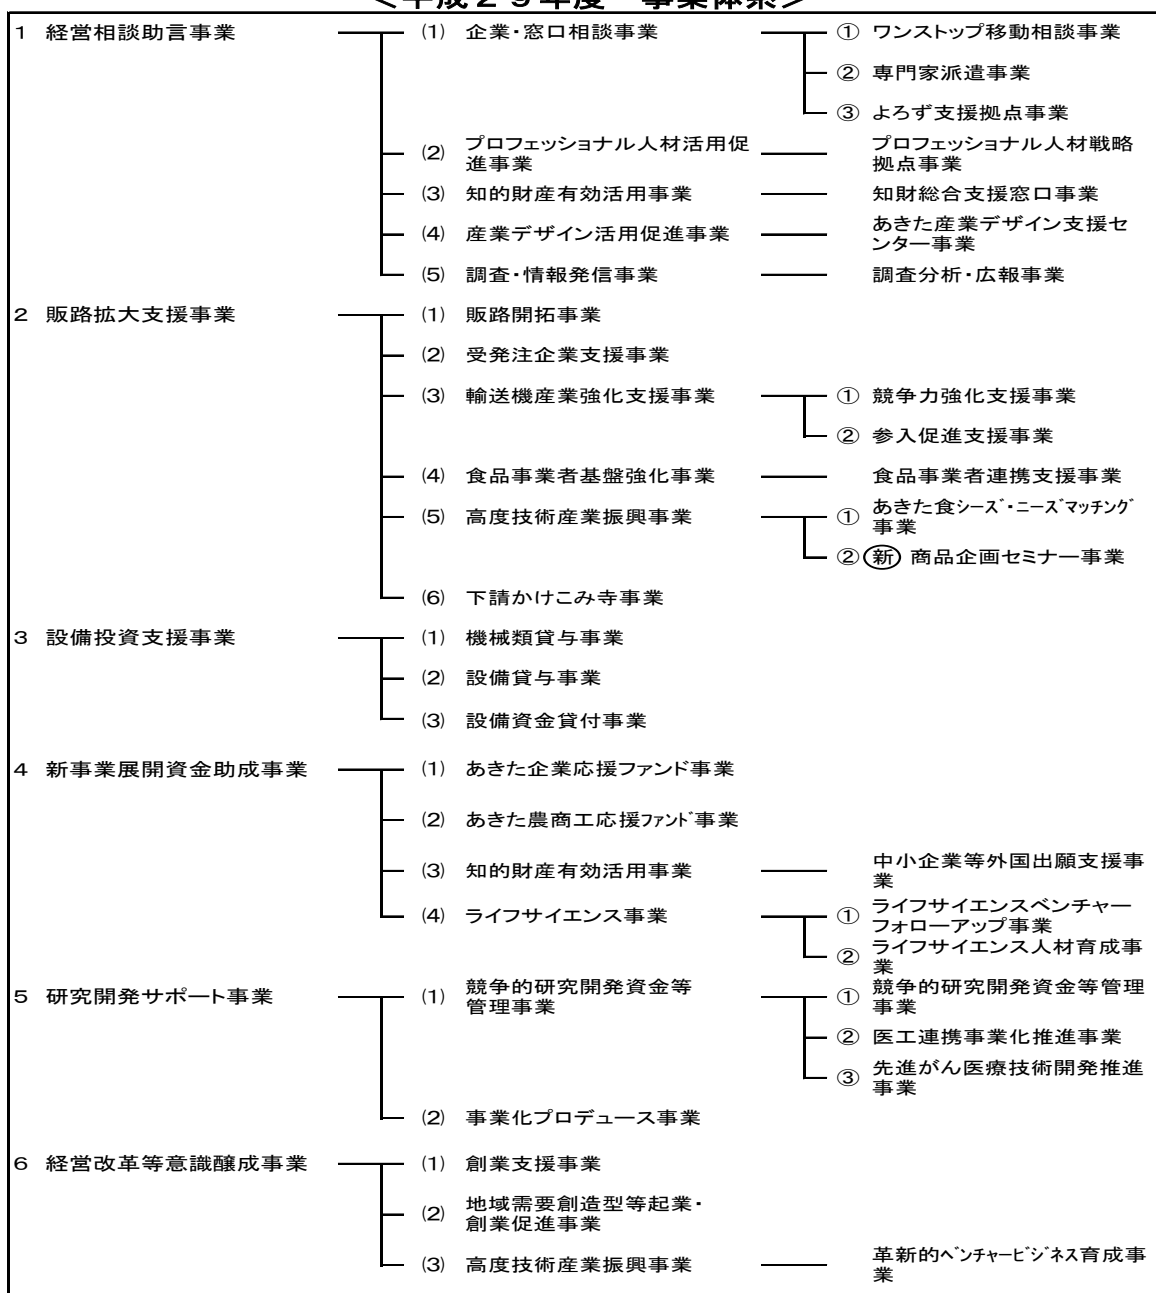 ＜平成２９年度　事業体系＞
1 経営相談助言事業
(1) 企業・窓口相談事業
① ワンストップ移動相談事業
② 専門家派遣事業
③ よろず支援拠点事業
(2) プロフェッショナル人材活用促
進事業
プロフェッショナル人材戦略
拠点事業
(3) 知的財産有効活用事業
知財総合支援窓口事業
(4) 産業デザイン活用促進事業
あきた産業デザイン支援セ
ンター事業
(5) 調査・情報発信事業
調査分析・広報事業
2 販路拡大支援事業
(1) 販路開拓事業
(2) 受発注企業支援事業
(3) 輸送機産業強化支援事業
① 競争力強化支援事業
② 参入促進支援事業
(4) 食品事業者基盤強化事業
食品事業者連携支援事業
(5) 高度技術産業振興事業
① あきた食ｼｰｽﾞ・ﾆｰｽﾞﾏｯﾁﾝｸﾞ
事業
② 新 商品企画セミナー事業
(6) 下請かけこみ寺事業
3 設備投資支援事業
(1) 機械類貸与事業
(2) 設備貸与事業
(3) 設備資金貸付事業
4 新事業展開資金助成事業
(1) あきた企業応援ファンド事業
(2) あきた農商工応援ﾌｧﾝﾄﾞ事業
(3) 知的財産有効活用事業
中小企業等外国出願支援事
業
(4) ライフサイエンス事業
① ライフサイエンスベンチャー
フォローアップ事業
② ライフサイエンス人材育成事
業
5 研究開発サポート事業
(1) 競争的研究開発資金等
管理事業
① 競争的研究開発資金等管理
事業
② 医工連携事業化推進事業
③ 先進がん医療技術開発推進
事業
(2) 事業化プロデュース事業
6 経営改革等意識醸成事業
(1) 創業支援事業
(2) 地域需要創造型等起業・
創業促進事業
(3) 高度技術産業振興事業
革新的ﾍﾞﾝﾁｬｰﾋﾞｼﾞﾈｽ育成事
業